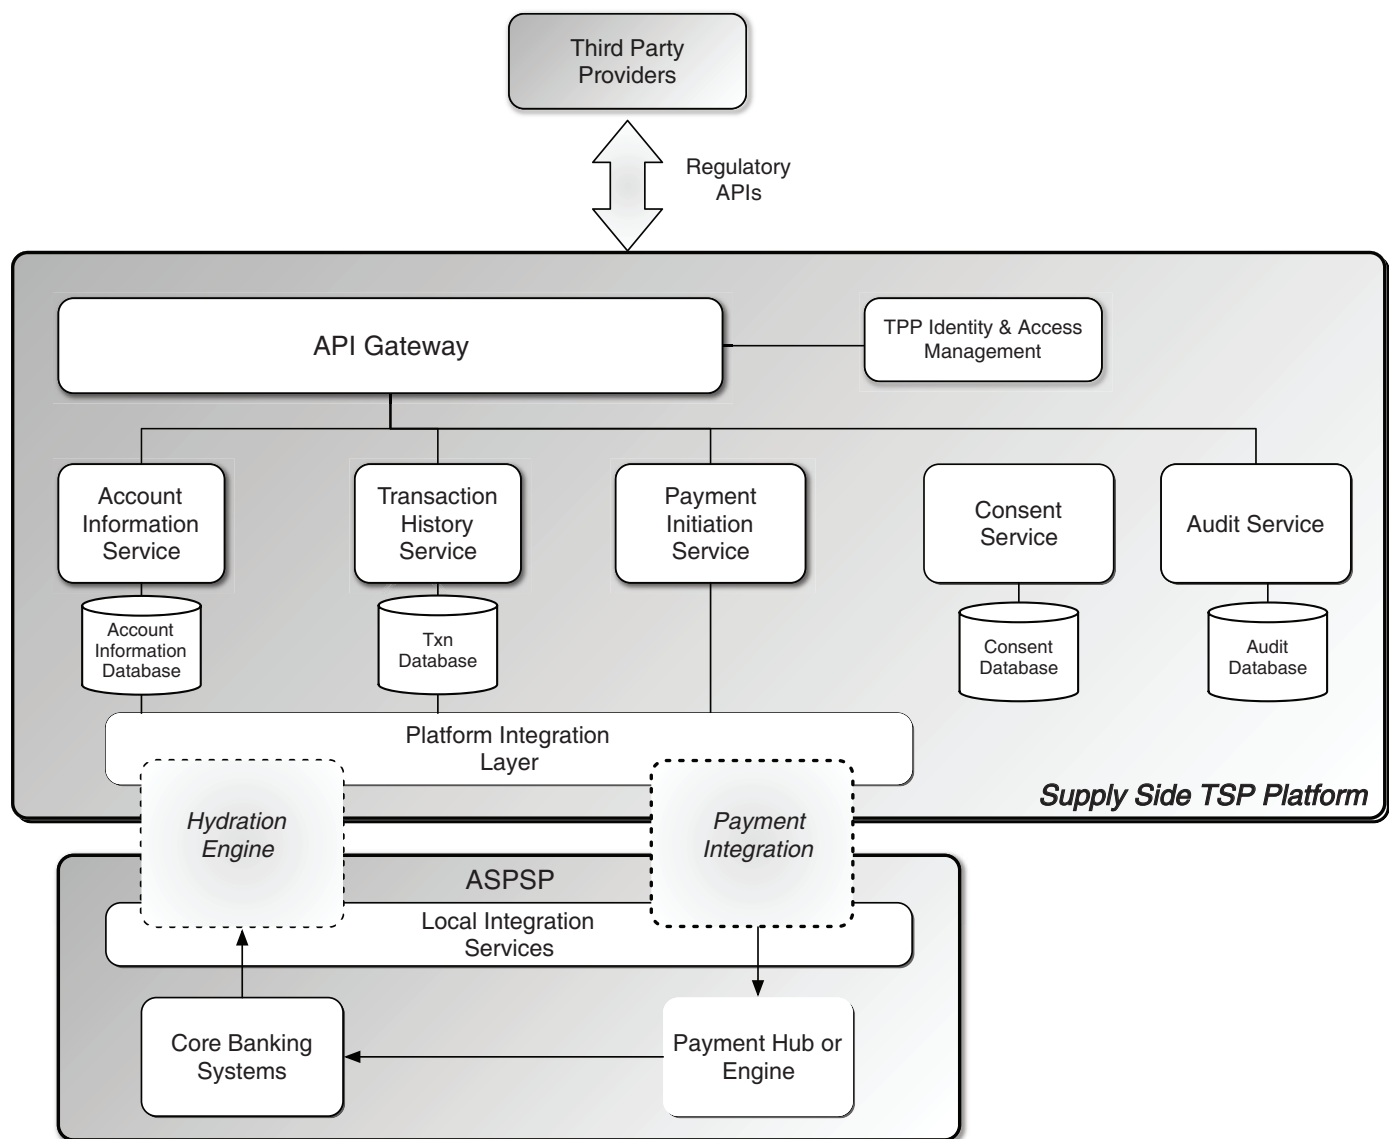 Third Party
Providers
Regulatory
APIs
API Gateway
TPP Identity & Access
Management
Account
Information
Service
Transaction
History
Service
Payment
Initiation
Service
Consent
Service
Audit Service
Account
Information
Database
Txn
Database
Consent
Database
Audit
Database
Platform Integration
Layer
Supply Side TSP Platform
Hydration
Engine
Payment
Integration
ASPSP
Local Integration
Services
Core Banking
Systems
Payment Hub or
Engine